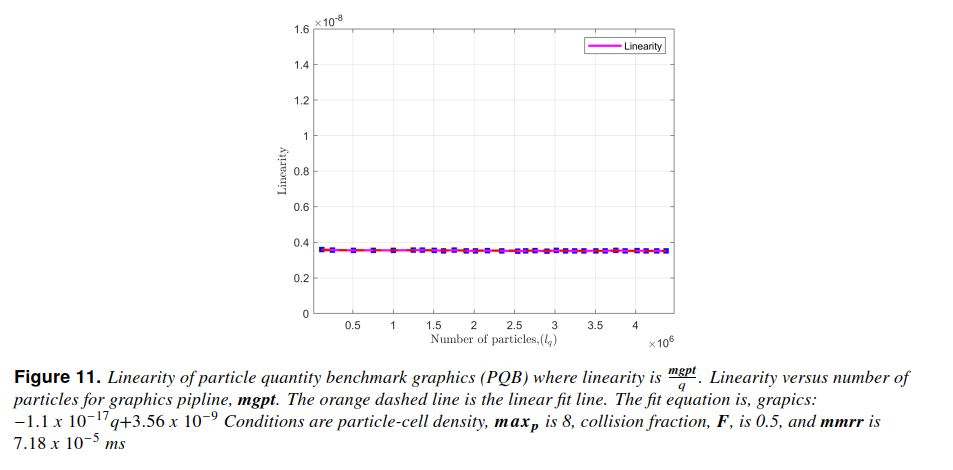 ×10⁻⁸
1.6
1.4
1.2
1
0.8
0.6
0.4
0.2
0
Linearity
Linearity
0.5 1 1.5 2 2.5 3 3.5 4
Number of particles,(l_q)
×10⁶
Figure 11. Linearity of particle quantity benchmark graphics (PQB) where linearity is mgpt/q. Linearity versus number of
particles for graphics pipline, mgpt. The orange dashed line is the linear fit line. The fit equation is, grapics:
−1.1 x 10⁻¹⁷q+3.56 x 10⁻⁹ Conditions are particle-cell density, max_p is 8, collision fraction, F, is 0.5, and mmrr is
7.18 x 10⁻⁵ ms